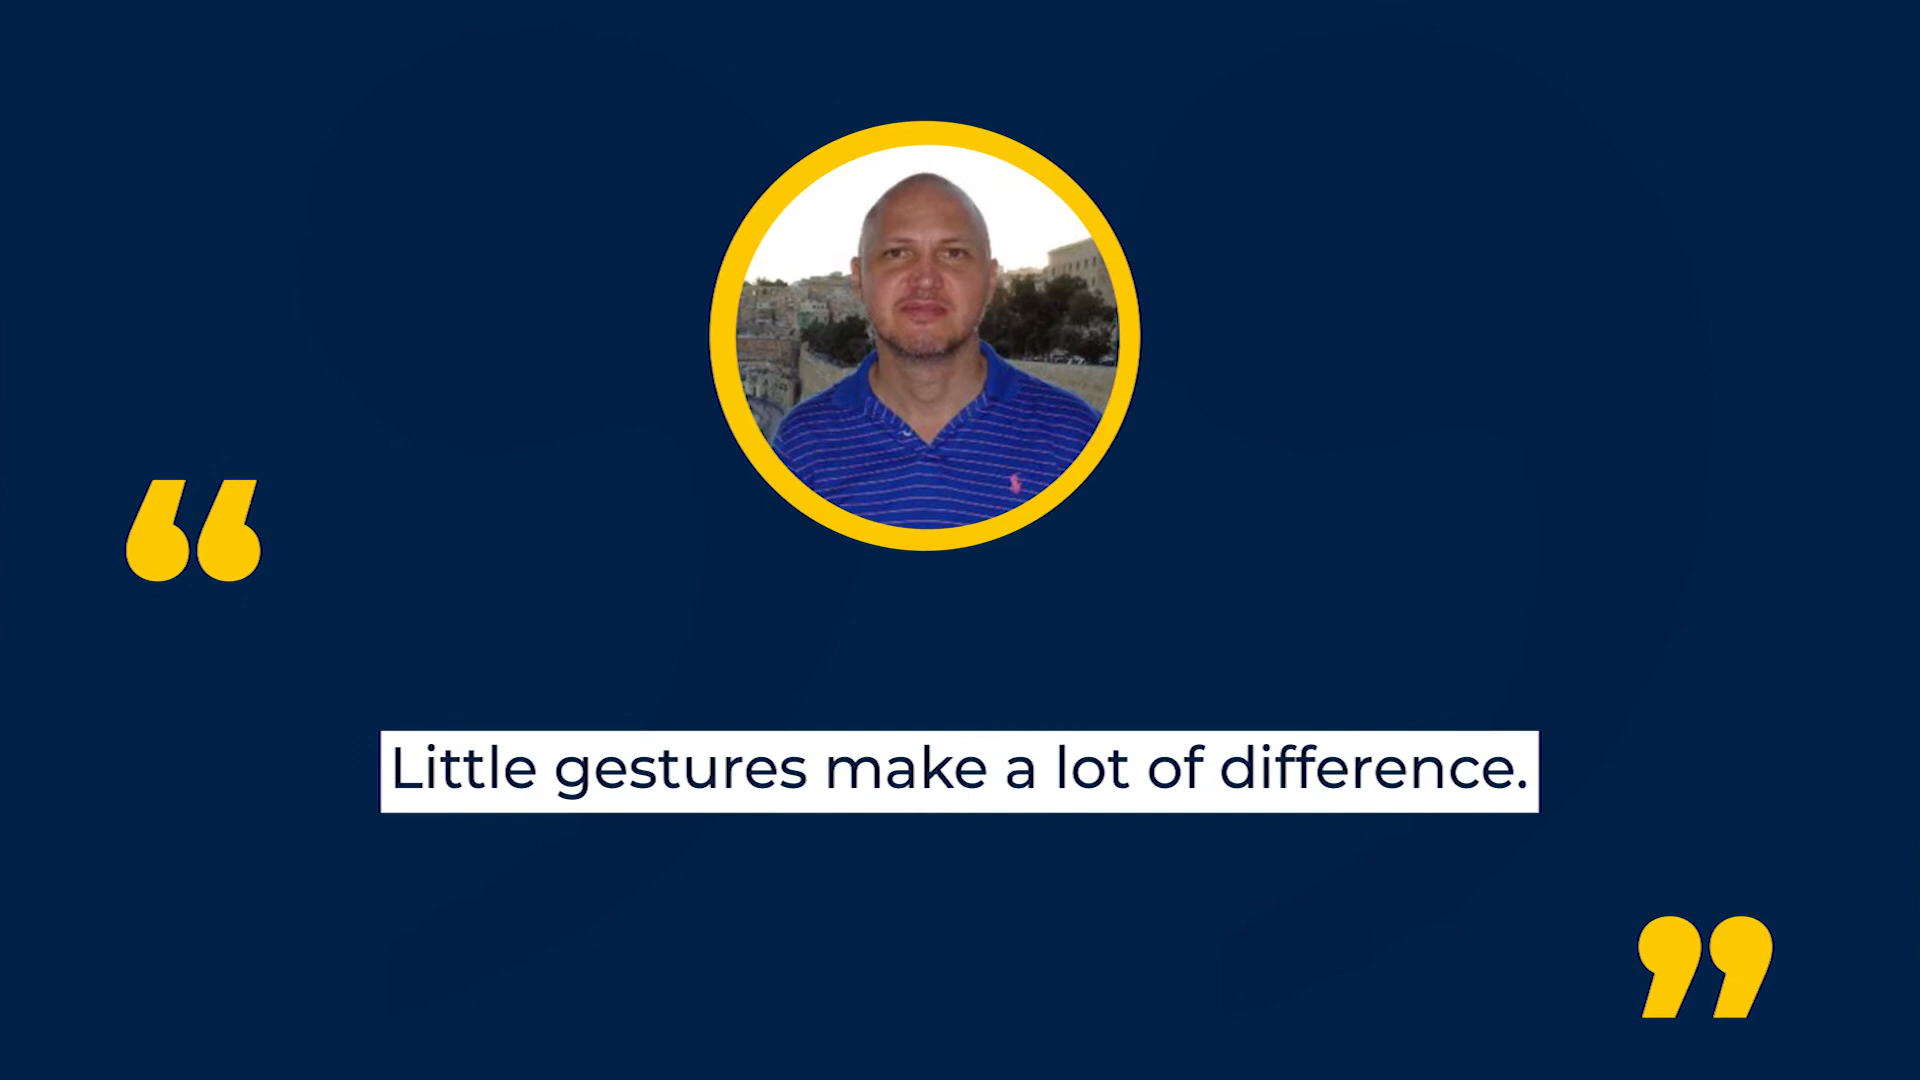 “
Little gestures make a lot of difference.
”